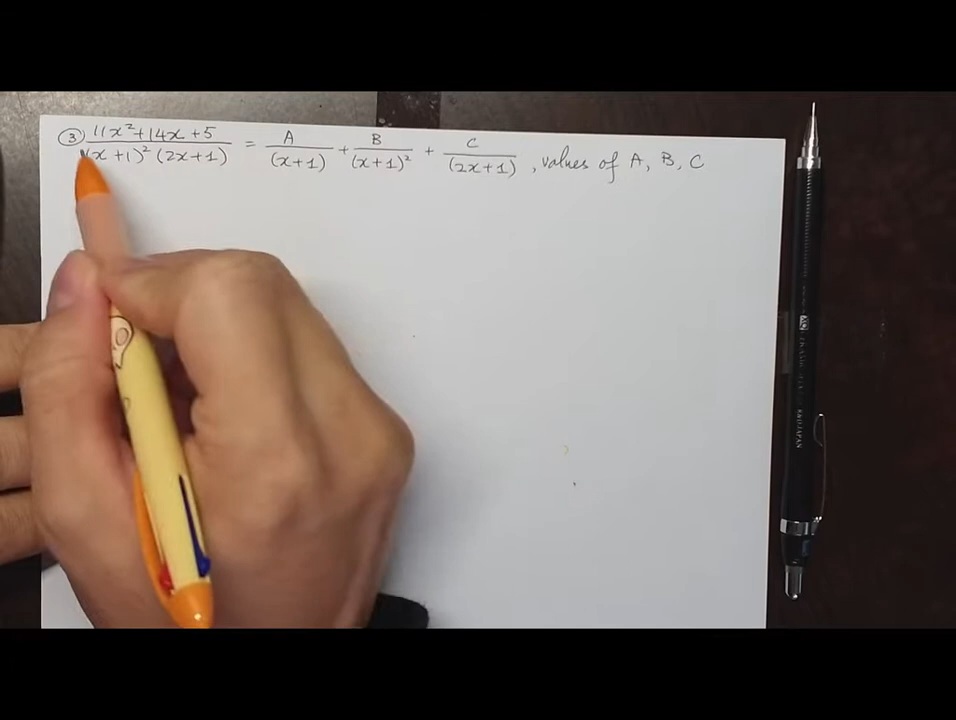 ③ 11x²+14x+5 / (x+1)²(2x+1) = A / (x+1) + B / (x+1)² + C / (2x+1) , values of A, B, C